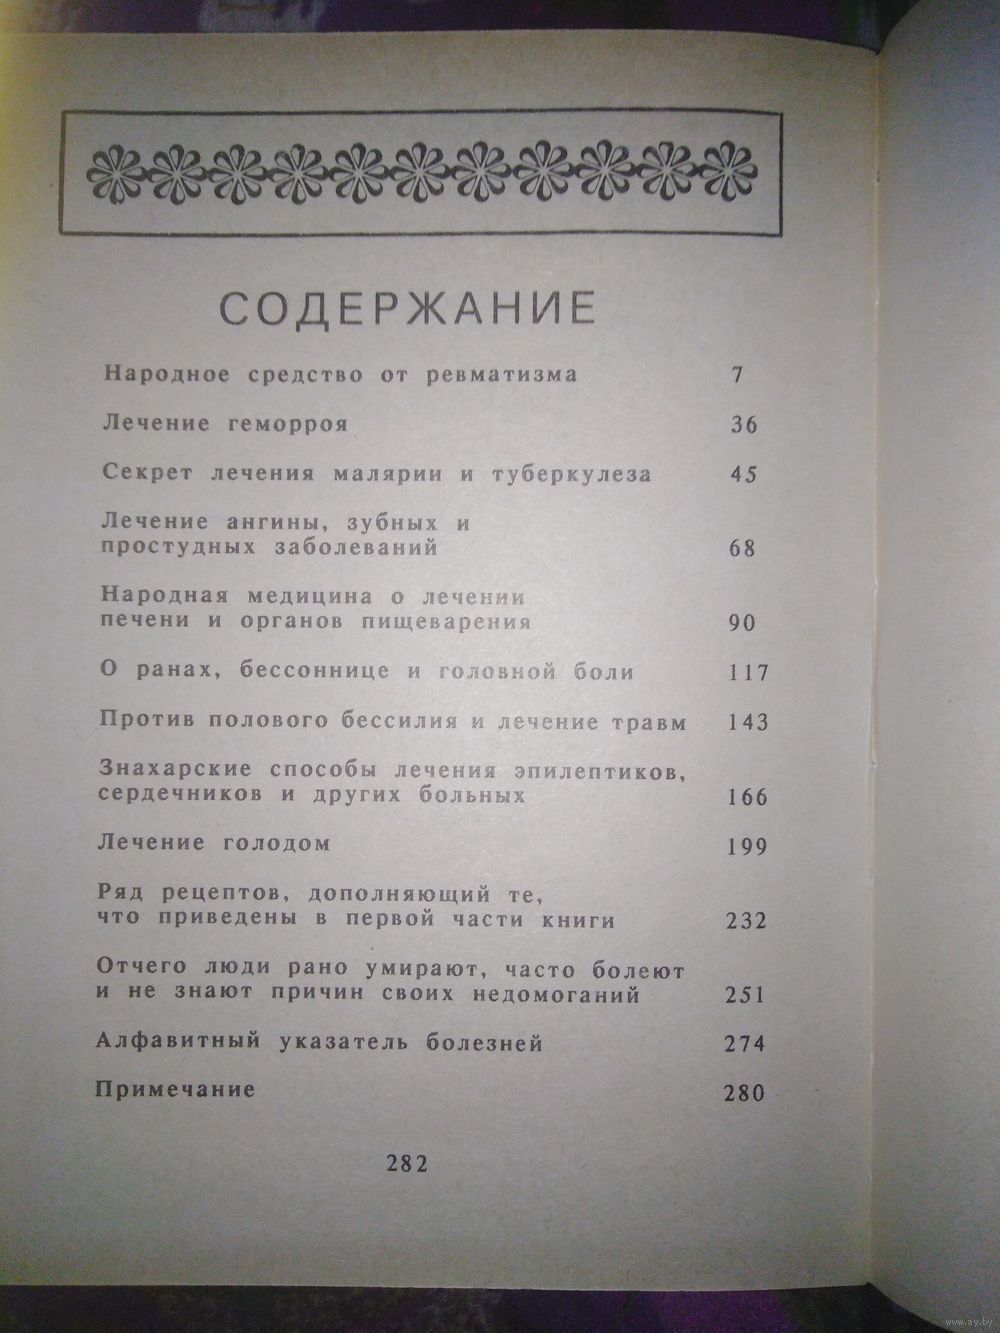 СОДЕРЖАНИЕ
Народное средство от ревматизма 7
Лечение геморроя 36
Секрет лечения малярии и туберкулеза 45
Лечение ангины, зубных и
простудных заболеваний 68
Народная медицина о лечении
печени и органов пищеварения 90
О ранах, бессоннице и головной боли 117
Против полового бессилия и лечение травм 143
Знахарские способы лечения эпилептиков,
сердечников и других больных 166
Лечение голодом 199
Ряд рецептов, дополняющий те,
что приведены в первой части книги 232
Отчего люди рано умирают, часто болеют
и не знают причин своих недомоганий 251
Алфавитный указатель болезней 274
Примечание 280
282
www.ay.by